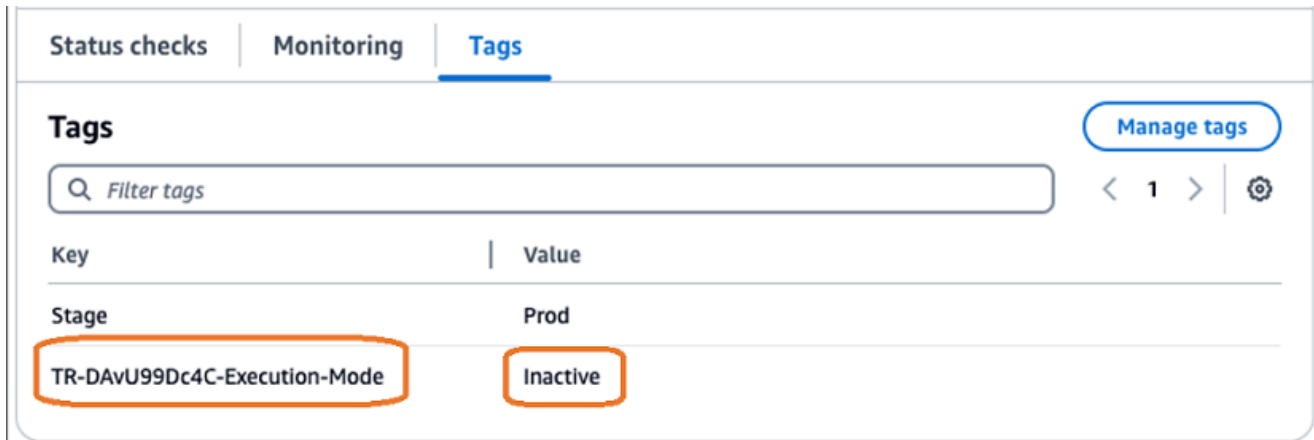 Status checks
Monitoring
Tags
Tags
Manage tags
Filter tags
1
Key
Value
Stage
Prod
TR-DAvU99Dc4C-Execution-Mode
Inactive